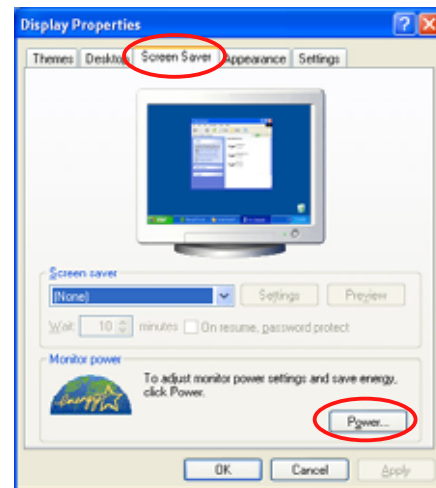 Display Properties
Themes Desktop Screen Saver Appearance Settings
Screen saver
(None) Settings Preview
Wait: 10 minutes On resume, password protect
Monitor power
To adjust monitor power settings and save energy,
click Power.
energy
Power...
OK Cancel Apply